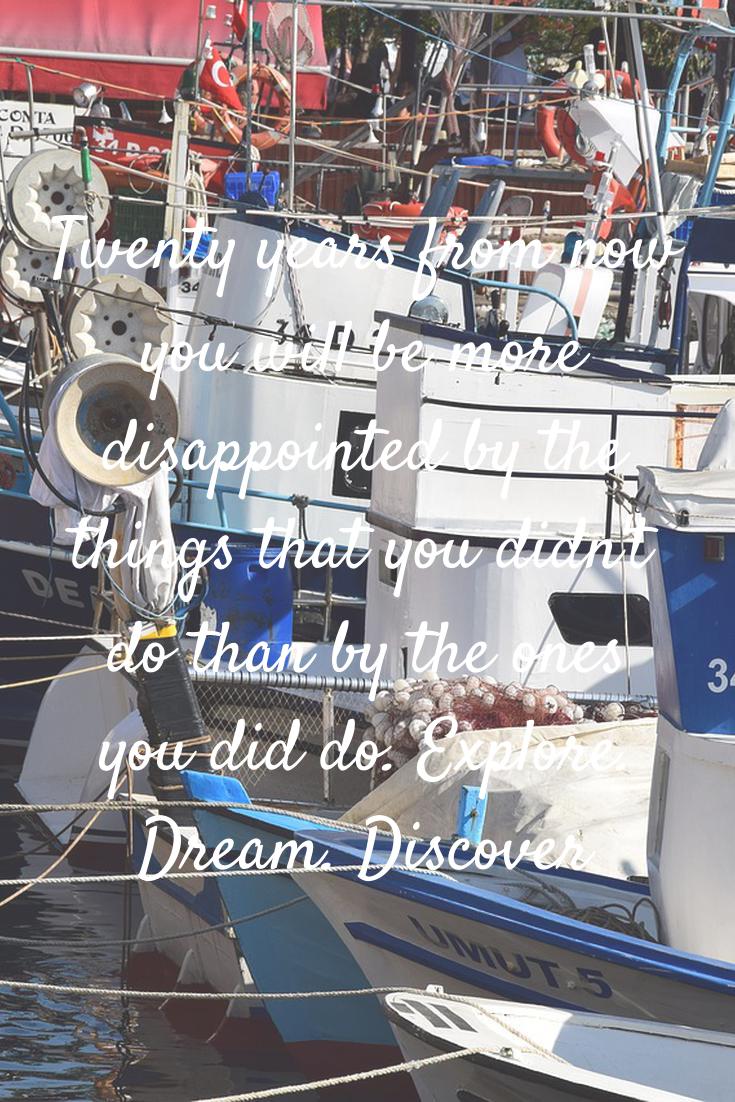 CONTA
34
Twenty years from now
you will be more
disappointed by the
things that you didn't
do than by the ones
you did do. Explore.
Dream. Discover
DE
34
UMUT 5